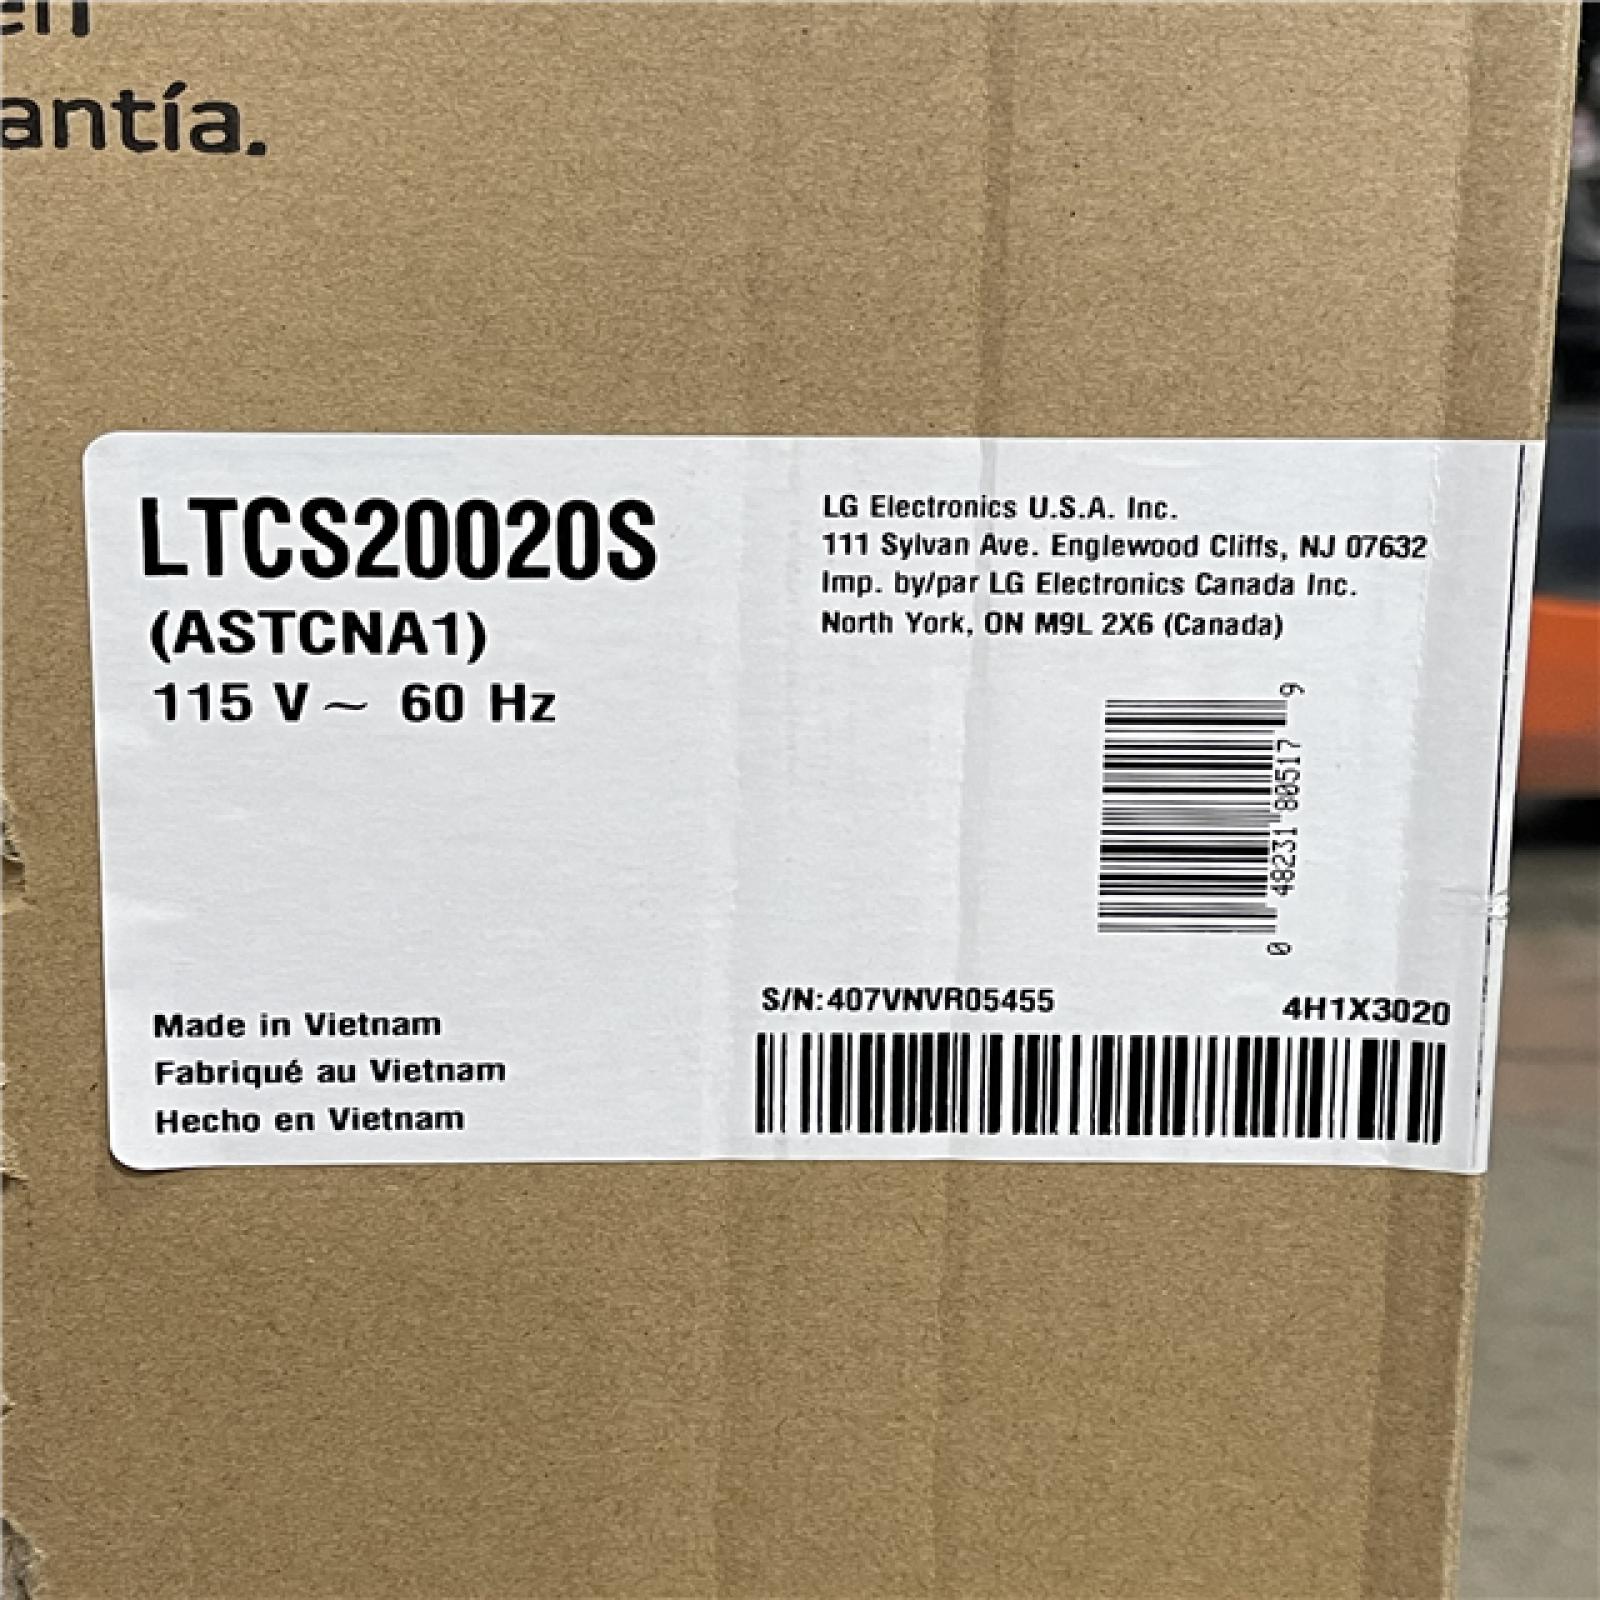 en
antía.
LTCS20020S
(ASTCNA1)
115 V ~ 60 Hz
LG Electronics U.S.A. Inc.
111 Sylvan Ave. Englewood Cliffs, NJ 07632
Imp. by/par LG Electronics Canada Inc.
North York, ON M9L 2X6 (Canada)
0 48231 80517 9
S/N:407VNVR05455
4H1X3020
Made in Vietnam
Fabriqué au Vietnam
Hecho en Vietnam